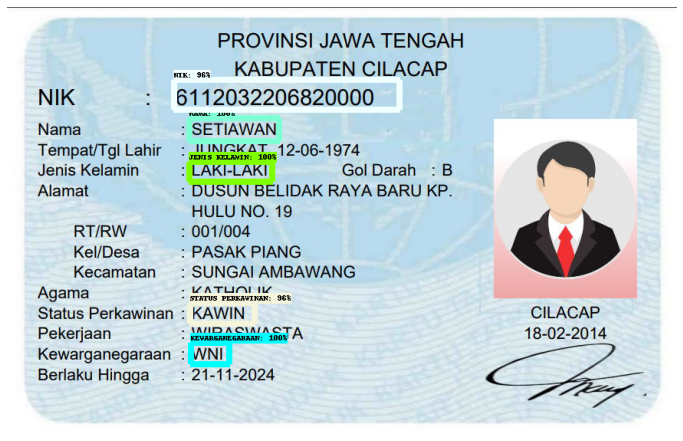 PROVINSI JAWA TENGAH
KABUPATEN CILACAP
NIK: 96%
NIK : 6112032206820000
NAMA: 100%
Nama : SETIAWAN
Tempat/Tgl Lahir : JUNGKAT, 12-06-1974
JENIS KELAMIN: 100%
Jenis Kelamin : LAKI-LAKI Gol Darah : B
Alamat : DUSUN BELIDAK RAYA BARU KP.
HULU NO. 19
RT/RW : 001/004
Kel/Desa : PASAK PIANG
Kecamatan : SUNGAI AMBAWANG
Agama : KATHOLIK
STATUS PERKAWINAN: 96%
Status Perkawinan : KAWIN
Pekerjaan : WIRASWASTA
KEWARGANEGARAAN: 100%
Kewarganegaraan : WNI
Berlaku Hingga : 21-11-2024
CILACAP
18-02-2014